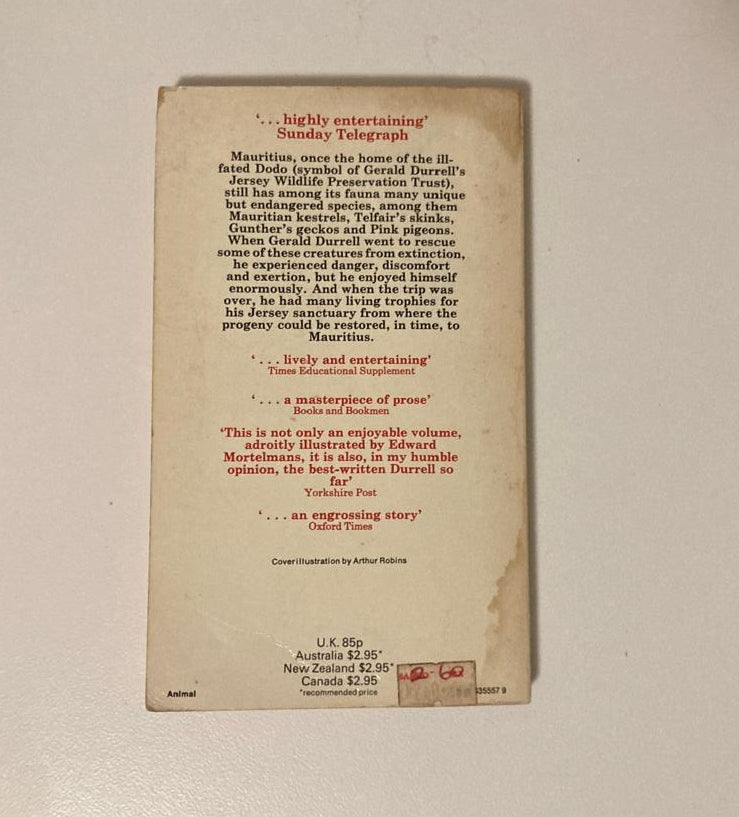 ‘. . . highly entertaining’
Sunday Telegraph
Mauritius, once the home of the ill-
fated Dodo (symbol of Gerald Durrell’s
Jersey Wildlife Preservation Trust),
still has among its fauna many unique
but endangered species, among them
Mauritian kestrels, Telfair’s skinks,
Gunther’s geckos and Pink pigeons.
When Gerald Durrell went to rescue
some of these creatures from extinction,
he experienced danger, discomfort
and exertion, but he enjoyed himself
enormously. And when the trip was
over, he had many living trophies for
his Jersey sanctuary from where the
progeny could be restored, in time, to
Mauritius.
‘. . . lively and entertaining’
Times Educational Supplement
‘. . . a masterpiece of prose’
Books and Bookmen
‘This is not only an enjoyable volume,
adroitly illustrated by Edward
Mortelmans, it is also, in my humble
opinion, the best-written Durrell so
far’
Yorkshire Post
‘. . . an engrossing story’
Oxford Times
Cover illustration by Arthur Robins
U.K. 85p
Australia $2.95*
New Zealand $2.95*
Canada $2.95
*recommended price
Animal
35557 9